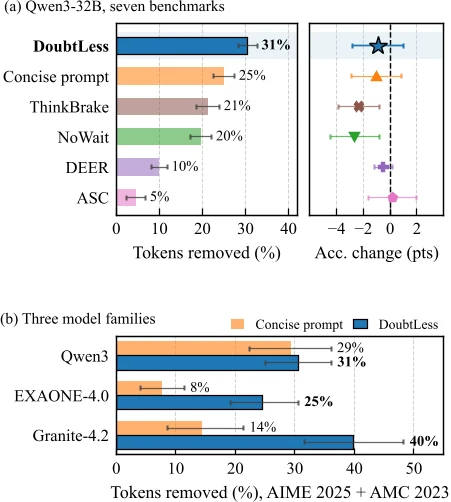 (a) Qwen3-32B, seven benchmarks
DoubtLess
31%
Concise prompt
25%
ThinkBrake
21%
NoWait
20%
DEER
10%
ASC
5%
0 10 20 30 40
−4 −2 0 2
Tokens removed (%)
Acc. change (pts)
(b) Three model families
Concise prompt
DoubtLess
Qwen3
29%
31%
EXAONE-4.0
8%
25%
Granite-4.2
14%
40%
0 10 20 30 40 50
Tokens removed (%), AIME 2025 + AMC 2023